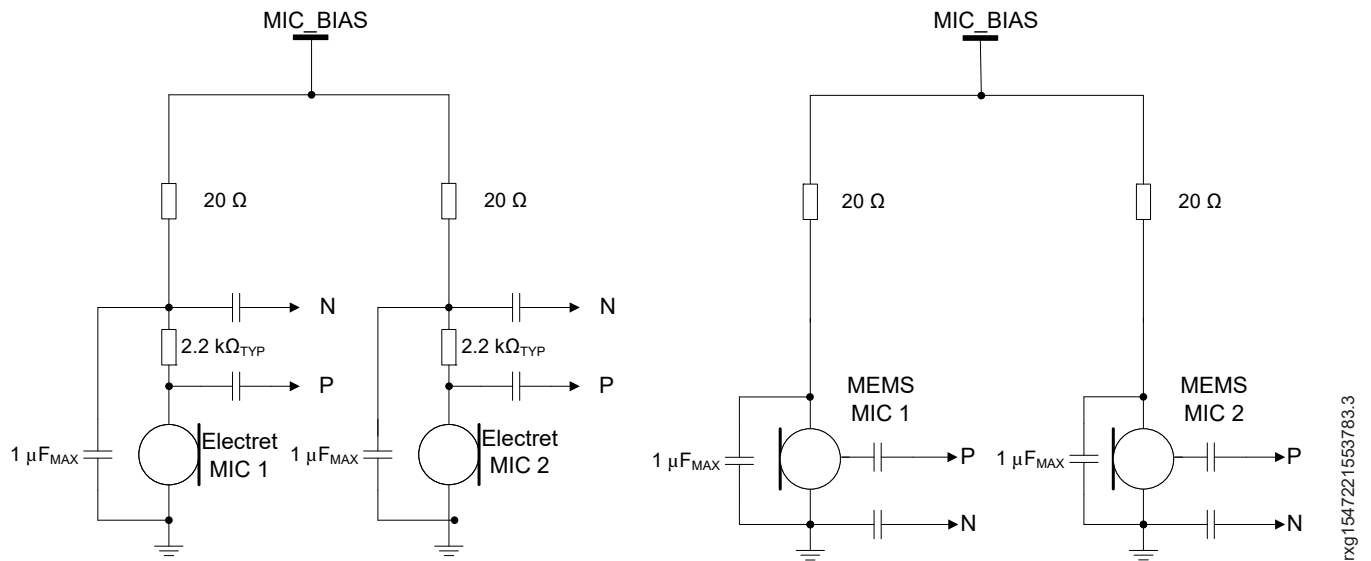 MIC_BIAS
MIC_BIAS
20 Ω
20 Ω
20 Ω
20 Ω
N
N
2.2 kΩTYP
2.2 kΩTYP
P
P
Electret
MIC 1
1 μFMAX
Electret
MIC 2
1 μFMAX
MEMS
MIC 1
1 μFMAX
P
N
MEMS
MIC 2
1 μFMAX
P
N
rxg1547221553783.3